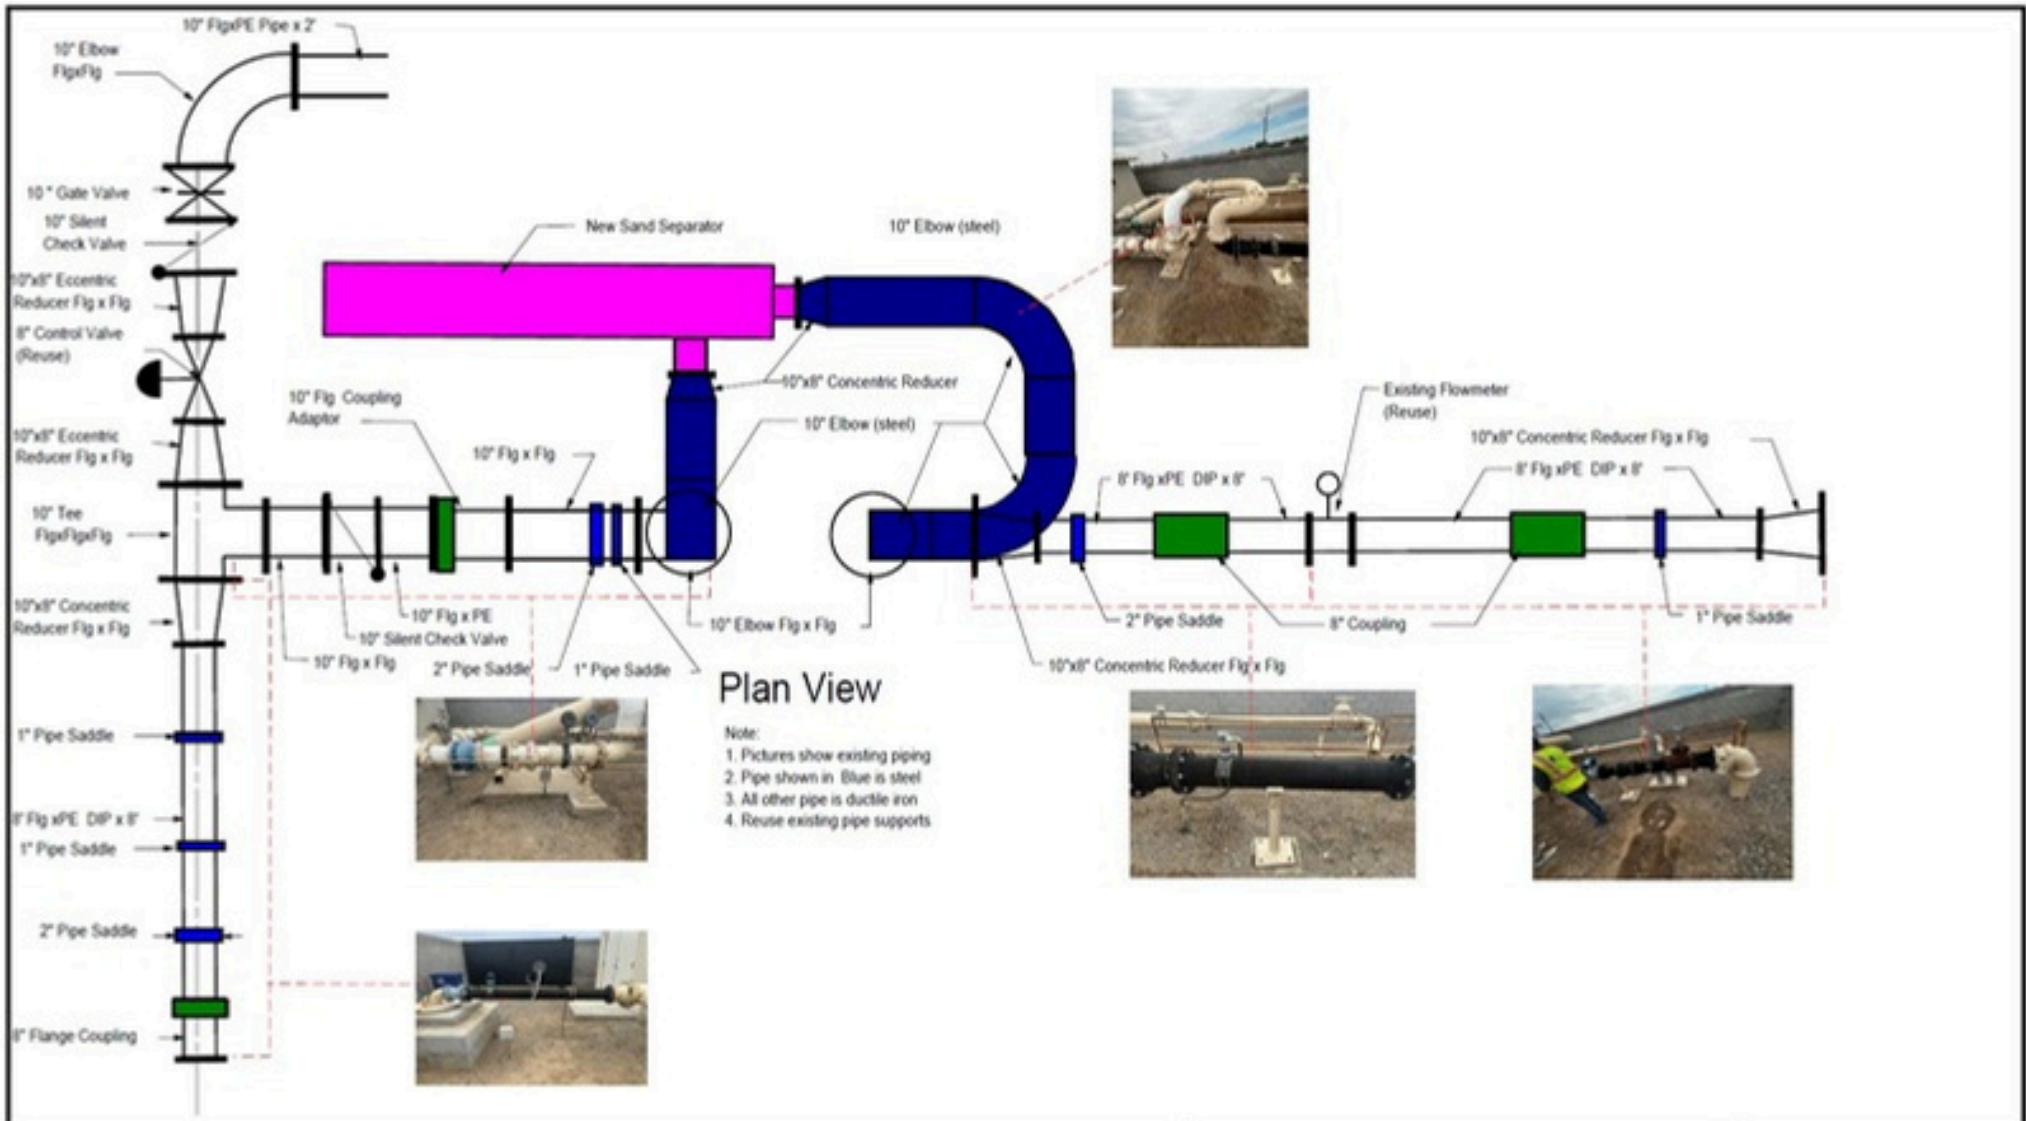 10" FlgxPE Pipe x 2'
10" Elbow
FlgxFlg
10 " Gate Valve
10" Silent
Check Valve
10"x8" Eccentric
Reducer Flg x Flg
8" Control Valve
(Reuse)
10"x8" Eccentric
Reducer Flg x Flg
10" Tee
FlgxFlgxFlg
10"x8" Concentric
Reducer Flg x Flg
1" Pipe Saddle
8' Flg xPE DIP x 8'
1" Pipe Saddle
2" Pipe Saddle
8" Flange Coupling
New Sand Separator
10" Elbow (steel)
10"x8" Concentric Reducer
10" Flg Coupling
Adaptor
10" Elbow (steel)
10" Flg x Flg
10" Flg x PE
10" Silent Check Valve
10" Flg x Flg
2" Pipe Saddle
1" Pipe Saddle
10" Elbow Flg x Flg
Existing Flowmeter
(Reuse)
10"x8" Concentric Reducer Flg x Flg
8' Flg xPE DIP x 8'
8' Flg xPE DIP x 8'
2" Pipe Saddle
8" Coupling
1" Pipe Saddle
10"x8" Concentric Reducer Flg x Flg
Plan View
Note:
1. Pictures show existing piping
2. Pipe shown in Blue is steel
3. All other pipe is ductile iron
4. Reuse existing pipe supports